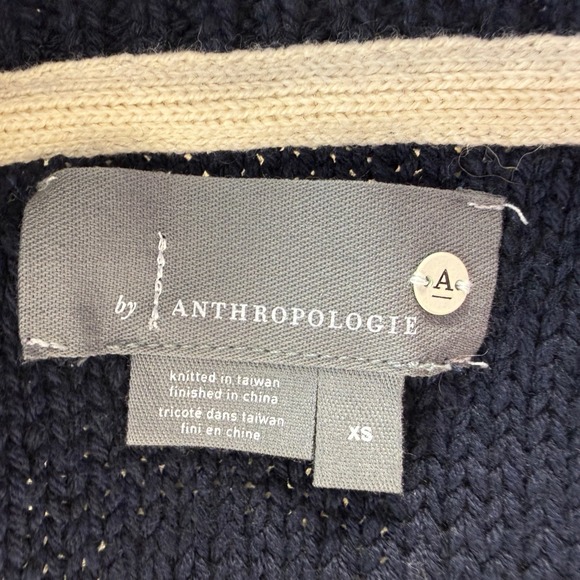 A
by | ANTHROPOLOGIE
knitted in taiwan
finished in china
tricoté dans taiwan
fini en chine
XS